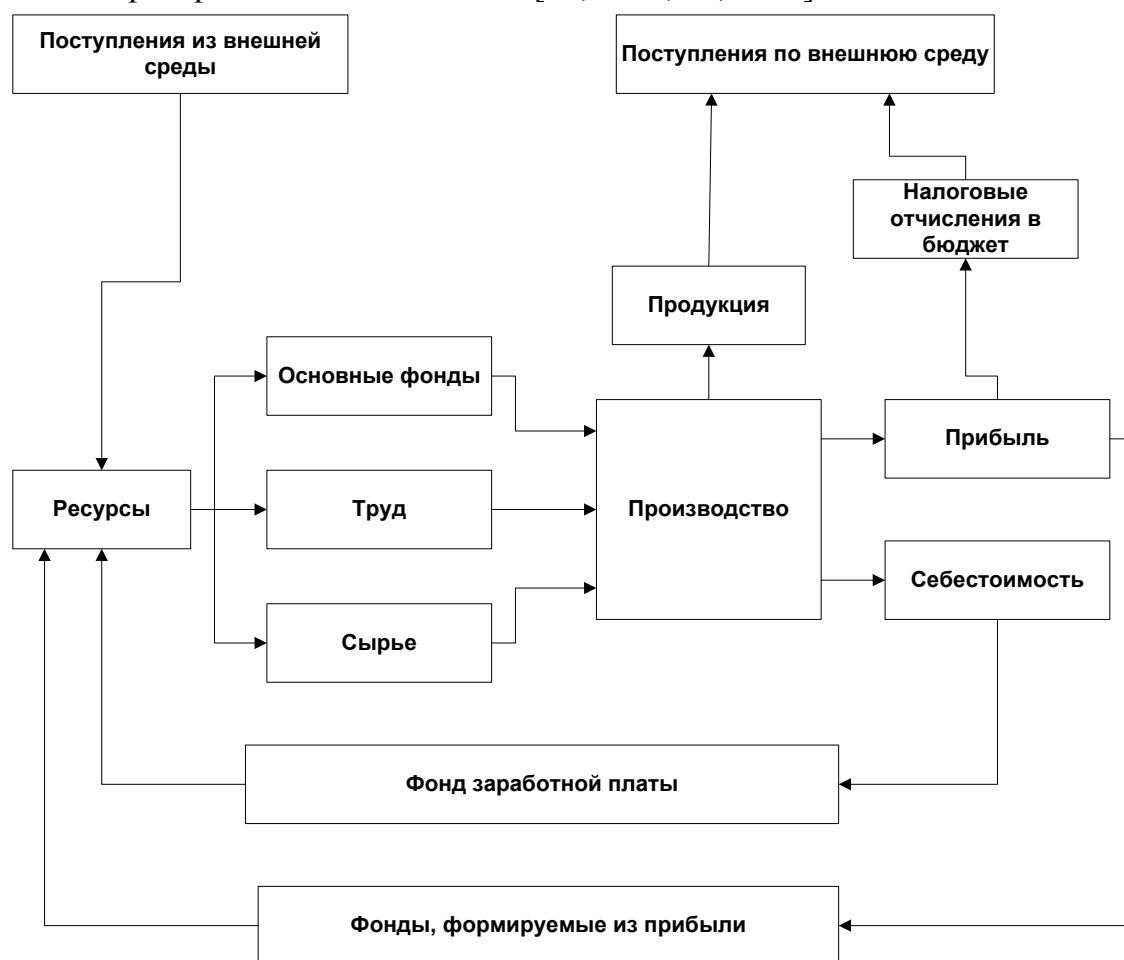 Поступления из внешней
среды
Поступления по внешнюю среду
Налоговые
отчисления в
бюджет
Продукция
Основные фонды
Прибыль
Ресурсы
Труд
Производство
Себестоимость
Сырье
Фонд заработной платы
Фонды, формируемые из прибыли